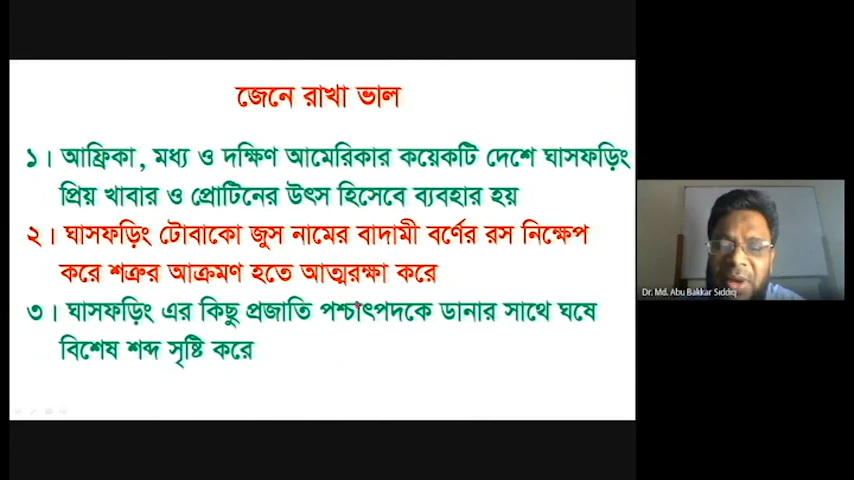 জেনে রাখা ভাল
১। আফ্রিকা, মধ্য ও দক্ষিণ আমেরিকার কয়েকটি দেশে ঘাসফড়িং
প্রিয় খাবার ও প্রোটিনের উৎস হিসেবে ব্যবহার হয়
২। ঘাসফড়িং টোবাকো জুস নামের বাদামী বর্ণের রস নিক্ষেপ
করে শত্রুর আক্রমণ হতে আত্মরক্ষা করে
৩। ঘাসফড়িং এর কিছু প্রজাতি পশ্চাৎপদকে ডানার সাথে ঘষে
বিশেষ শব্দ সৃষ্টি করে
Dr. Md. Abu Bakkar Siddiq